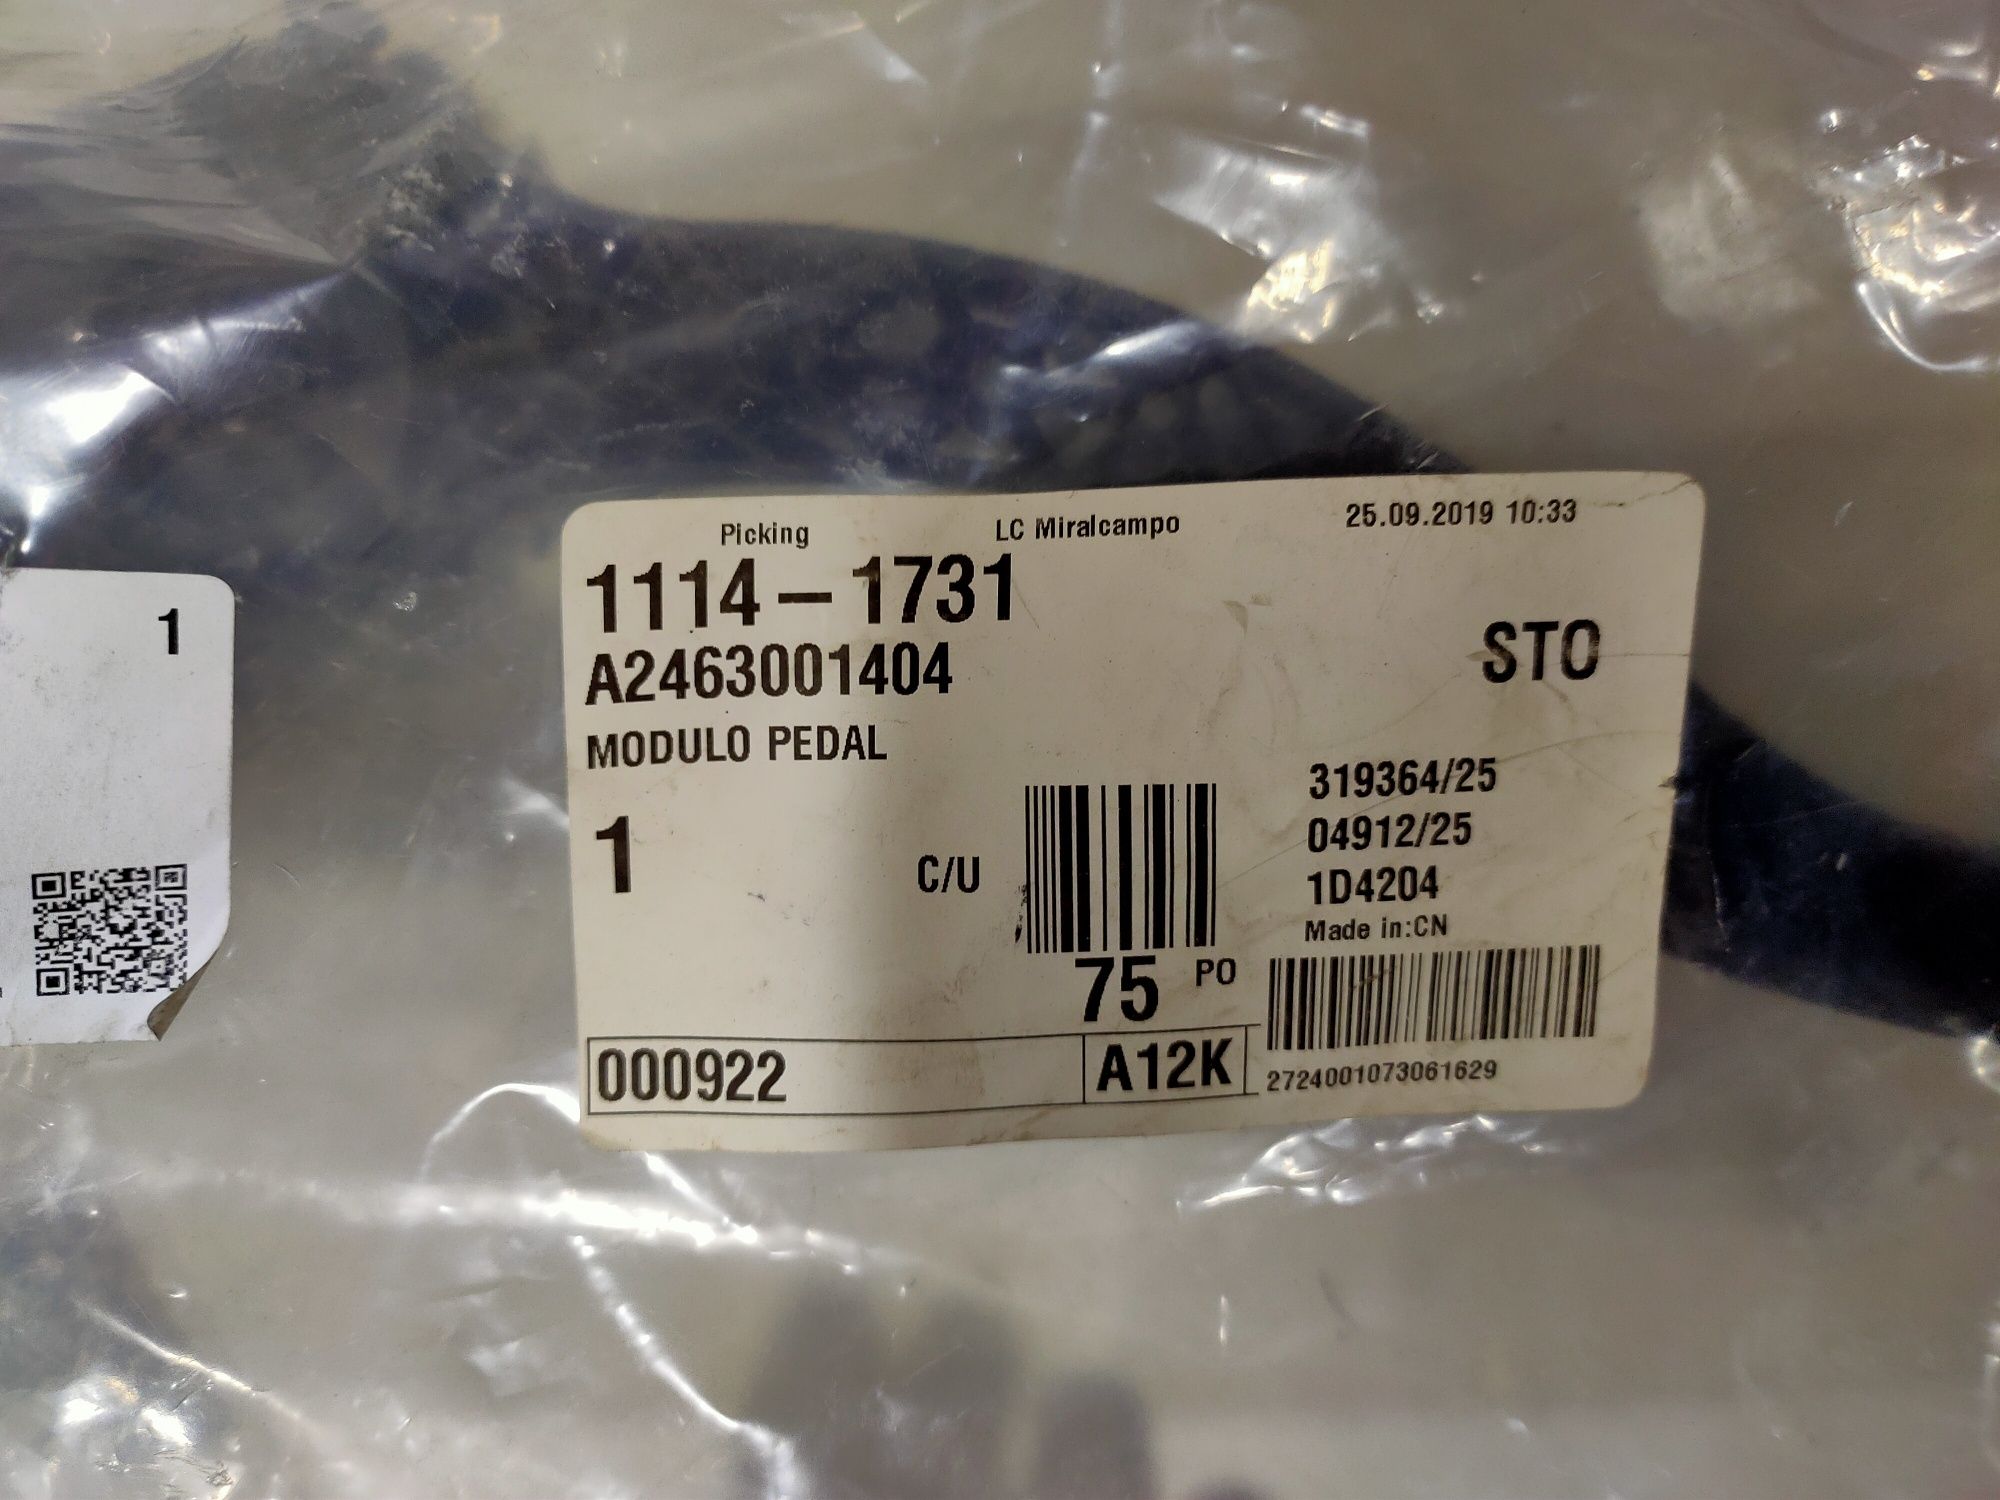 1
Picking LC Miralcampo 25.09.2019 10:33
1114 – 1731
A2463001404 STO
MODULO PEDAL
319364/25
04912/25
1 C/U 1D4204
Made in:CN
75 PO
000922 A12K 2724001073061629